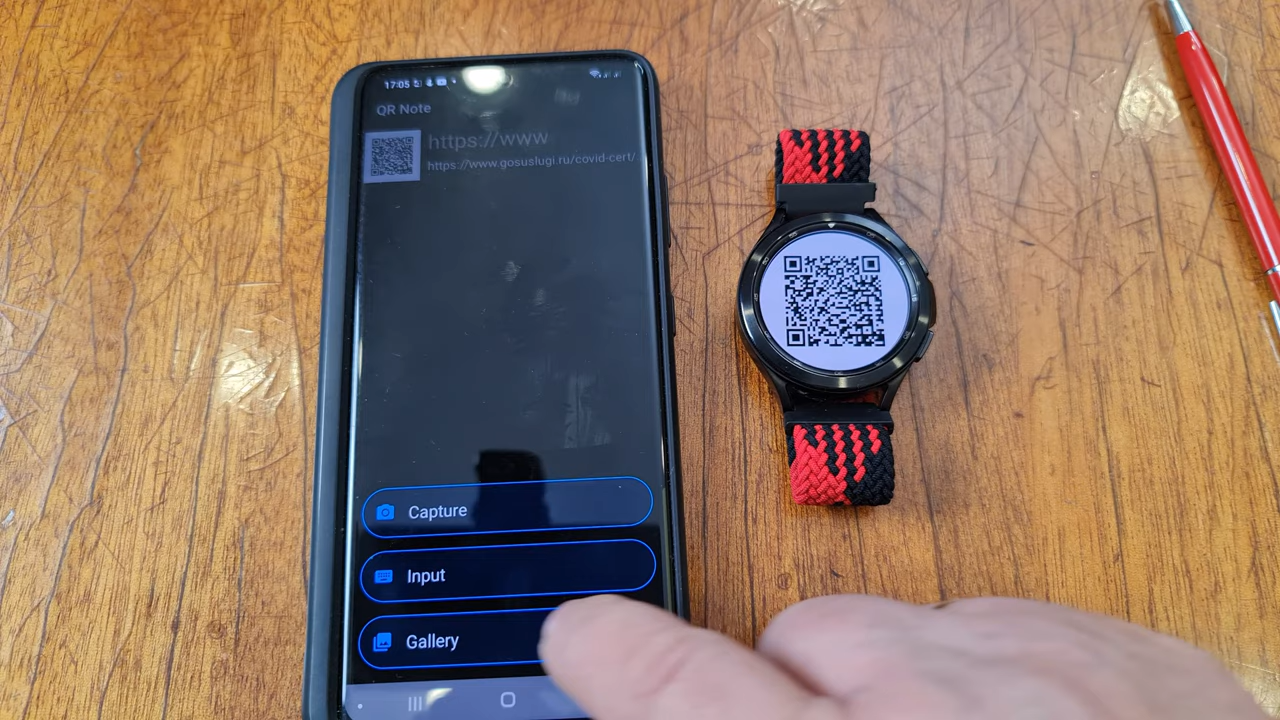 17:05
QR Note
https://www
https://www.gosuslugi.ru/covid-cert/...
Capture
Input
Gallery